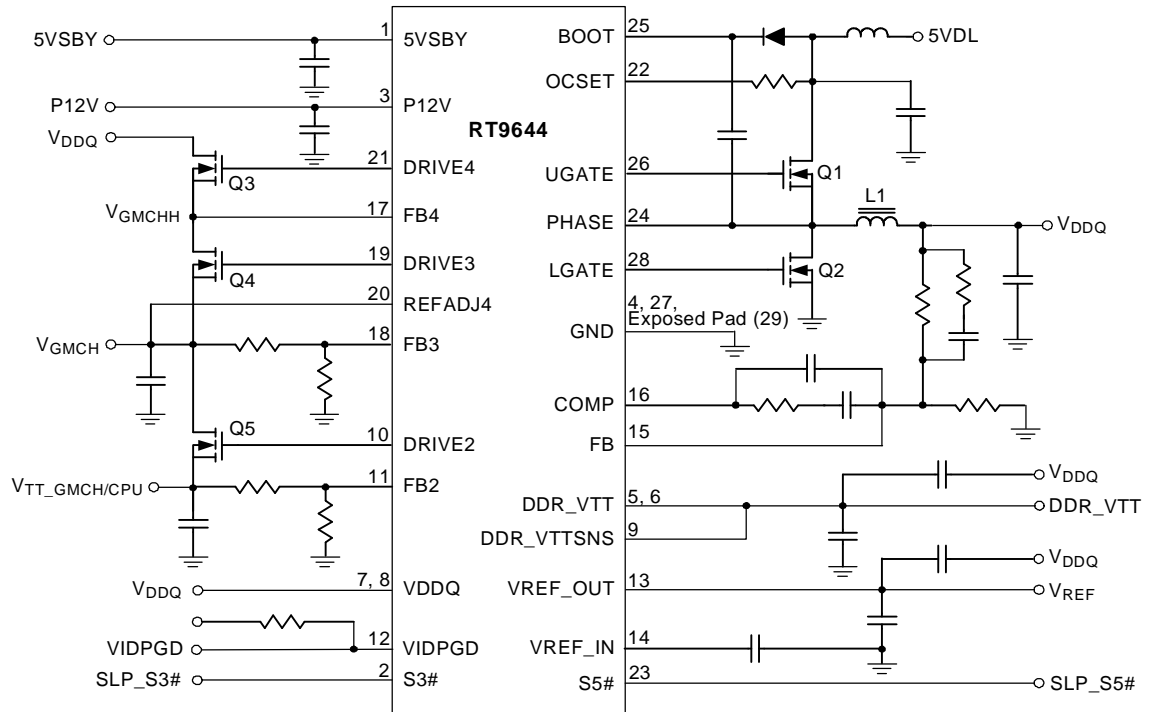 RT9644
5VSBY
1
5VSBY
P12V
3
P12V
VDDQ
21
DRIVE4
Q3
VGMCHH
17
FB4
19
DRIVE3
Q4
20
REFADJ4
VGMCH
18
FB3
Q5
10
DRIVE2
VTT_GMCH/CPU
11
FB2
VDDQ
7, 8
VDDQ
VIDPGD
12
VIDPGD
SLP_S3#
2
S3#
BOOT
25
5VDL
OCSET
22
UGATE
26
Q1
PHASE
24
L1
VDDQ
LGATE
28
Q2
4, 27,
Exposed Pad (29)
GND
COMP
16
FB
15
VDDQ
DDR_VTT
5, 6
DDR_VTT
DDR_VTTSNS
9
VDDQ
VREF_OUT
13
VREF
VREF_IN
14
S5#
23
SLP_S5#